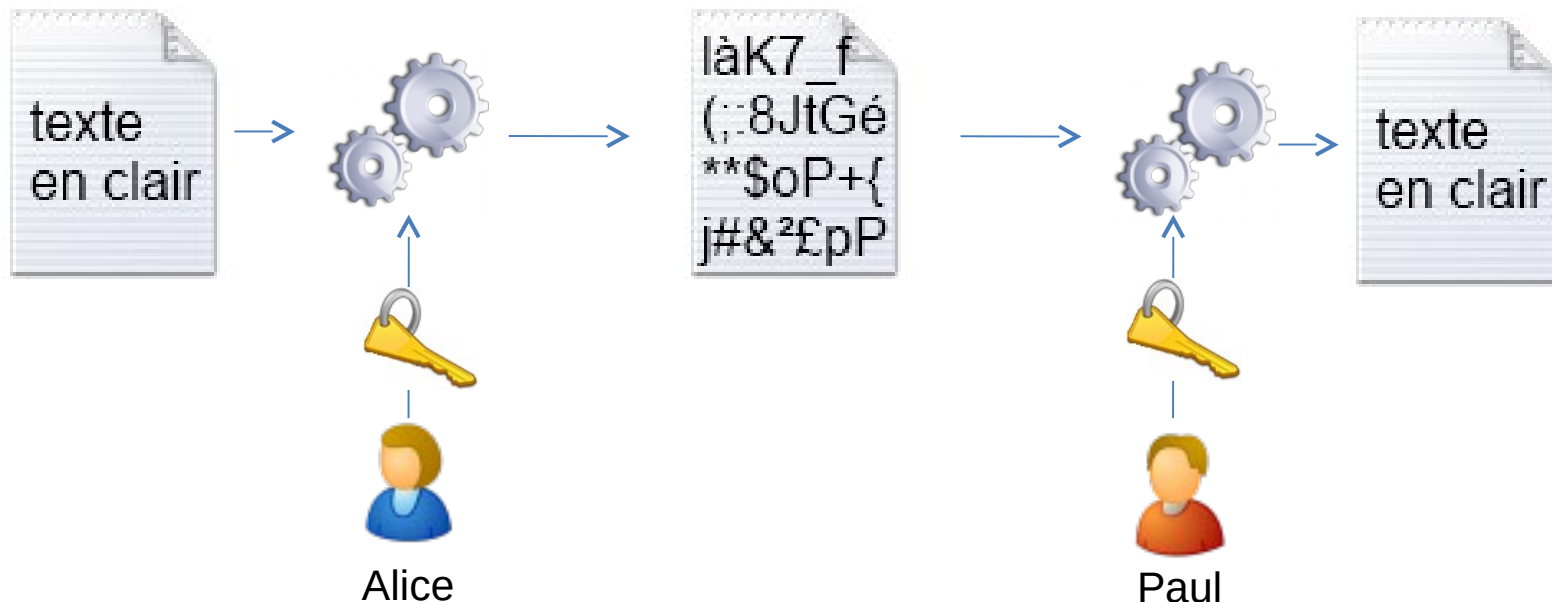 texte
en clair
làK7_f
(;:8JtGé
**$oP+{
j#&²£pP
texte
en clair
Alice
Paul